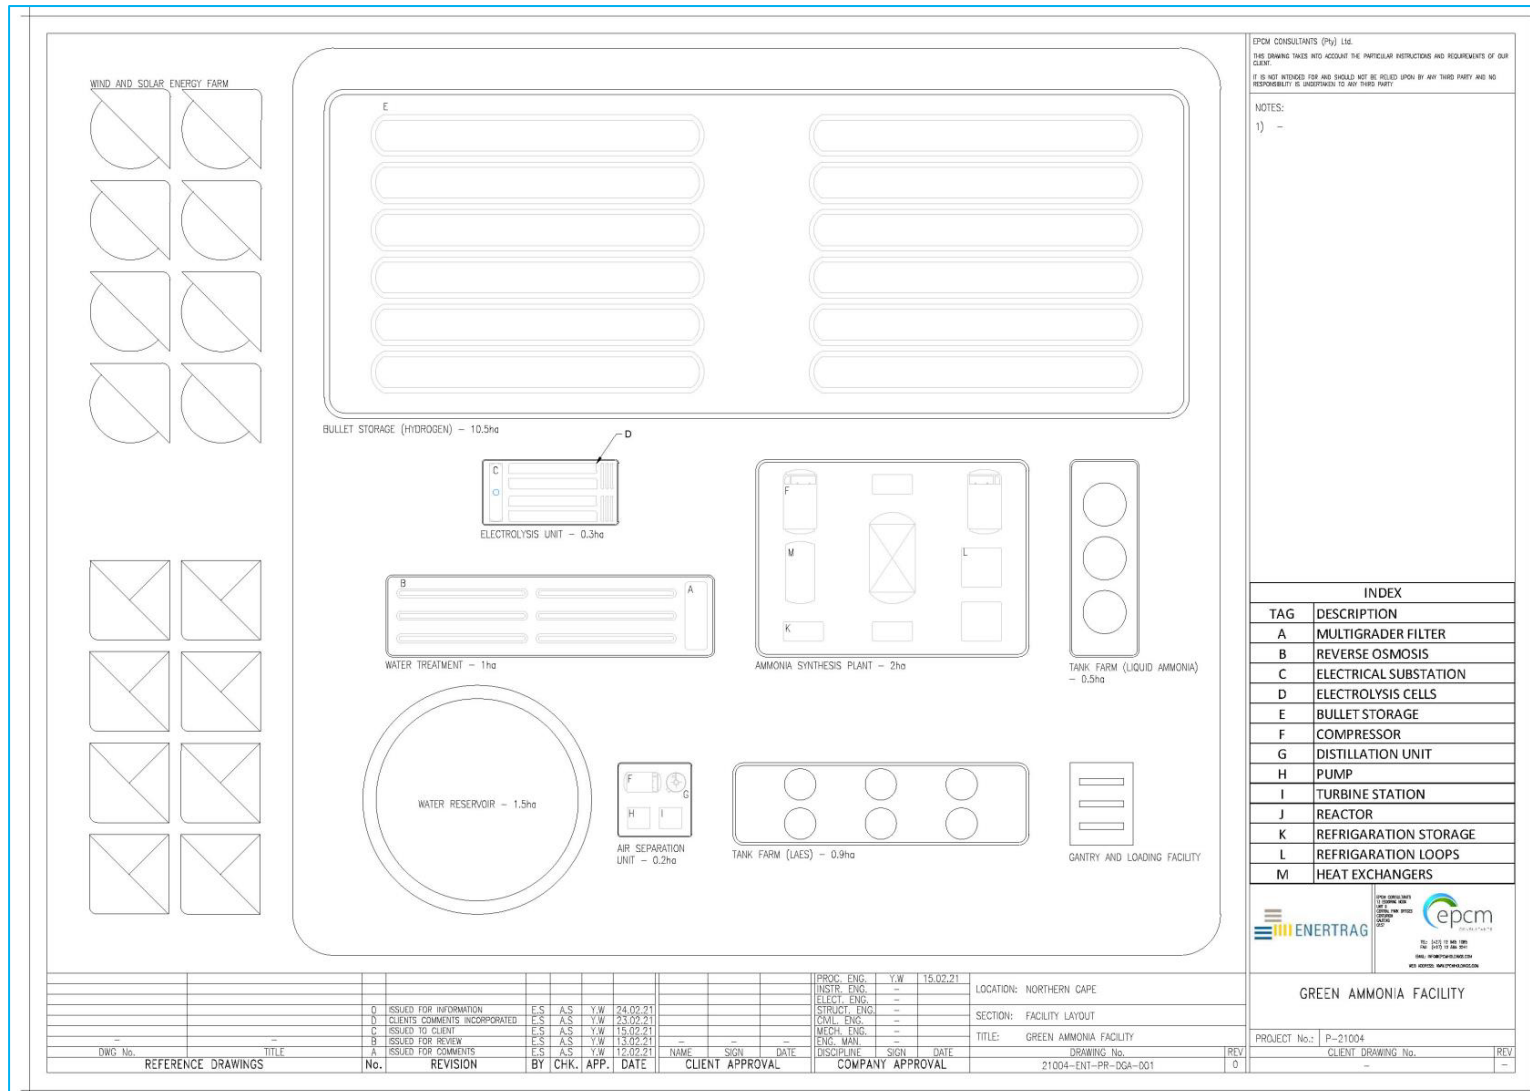 WIND AND SOLAR ENERGY FARM
E
BULLET STORAGE (HYDROGEN) – 10.5ha
D
C
ELECTROLYSIS UNIT – 0.3ha
B
A
WATER TREATMENT – 1ha
F
M
L
K
AMMONIA SYNTHESIS PLANT – 2ha
TANK FARM (LIQUID AMMONIA)
– 0.5ha
WATER RESERVOIR – 1.5ha
F
G
H
I
AIR SEPARATION
UNIT – 0.2ha
TANK FARM (LAES) – 0.9ha
GANTRY AND LOADING FACILITY
EPCM CONSULTANTS (Pty) Ltd.
THIS DRAWING TAKES INTO ACCOUNT THE PARTICULAR INSTRUCTIONS AND REQUIREMENTS OF OUR
CLIENT.
IT IS NOT INTENDED FOR AND SHOULD NOT BE RELIED UPON BY ANY THIRD PARTY AND NO
RESPONSIBILITY IS UNDERTAKEN TO ANY THIRD PARTY
NOTES:
1) –
INDEX
TAG DESCRIPTION
A MULTIGRADER FILTER
B REVERSE OSMOSIS
C ELECTRICAL SUBSTATION
D ELECTROLYSIS CELLS
E BULLET STORAGE
F COMPRESSOR
G DISTILLATION UNIT
H PUMP
I TURBINE STATION
J REACTOR
K REFRIGARATION STORAGE
L REFRIGARATION LOOPS
M HEAT EXCHANGERS
ENERTRAG
EPCM CONSULTANTS
epcm
CONSULTANTS
GREEN AMMONIA FACILITY
PROJECT No.: P–21004
CLIENT DRAWING No. REV
– –
0 ISSUED FOR INFORMATION E.S A.S Y.W 24.02.21
D CLIENTS COMMENTS INCORPORATED E.S A.S Y.W 23.02.21
C ISSUED TO CLIENT E.S A.S Y.W 15.02.21
B ISSUED FOR REVIEW E.S A.S Y.W 13.02.21
A ISSUED FOR COMMENTS E.S A.S Y.W 12.02.21
– –
DWG No. TITLE
REFERENCE DRAWINGS
No. REVISION BY CHK. APP. DATE
– – –
NAME SIGN DATE
CLIENT APPROVAL
PROC. ENG. Y.W 15.02.21
INSTR. ENG. –
ELECT. ENG. –
STRUCT. ENG. –
CIVIL. ENG. –
MECH. ENG. –
ENG. MAN. –
DISCIPLINE SIGN DATE
COMPANY APPROVAL
LOCATION: NORTHERN CAPE
SECTION: FACILITY LAYOUT
TITLE: GREEN AMMONIA FACILITY
DRAWING No. REV
21004–ENT–PR–DGA–001 0